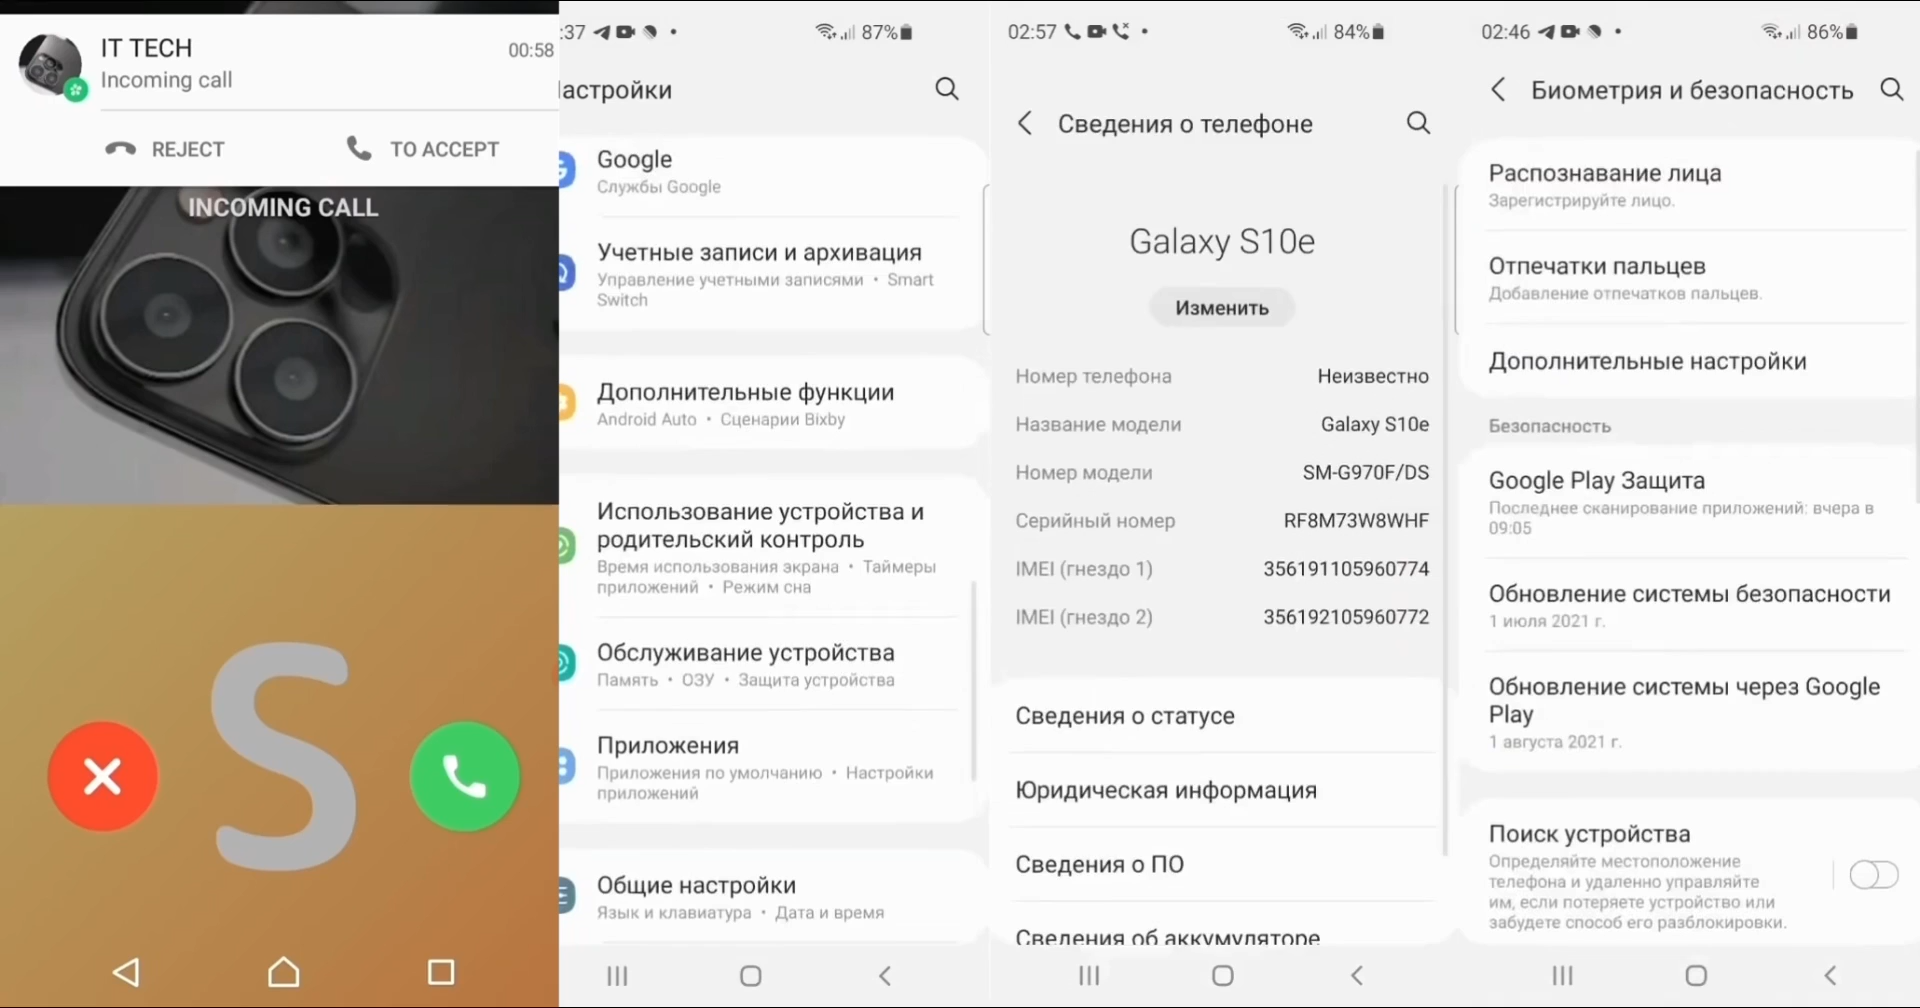 IT TECH
00:58
Incoming call
REJECT
TO ACCEPT
INCOMING CALL
S
:37
87%
астройки
Google
Службы Google
Учетные записи и архивация
Управление учетными записями • Smart
Switch
Дополнительные функции
Android Auto • Сценарии Bixby
Использование устройства и
родительский контроль
Время использования экрана • Таймеры
приложений • Режим сна
Обслуживание устройства
Память • ОЗУ • Защита устройства
Приложения
Приложения по умолчанию • Настройки
приложений
Общие настройки
Язык и клавиатура • Дата и время
02:57
84%
Сведения о телефоне
Galaxy S10e
Изменить
Номер телефона Неизвестно
Название модели Galaxy S10e
Номер модели SM-G970F/DS
Серийный номер RF8M73W8WHF
IMEI (гнездо 1) 356191105960774
IMEI (гнездо 2) 356192105960772
Сведения о статусе
Юридическая информация
Сведения о ПО
Сведения об аккумуляторе
02:46
86%
Биометрия и безопасность
Распознавание лица
Зарегистрируйте лицо.
Отпечатки пальцев
Добавление отпечатков пальцев.
Дополнительные настройки
Безопасность
Google Play Защита
Последнее сканирование приложений: вчера в
09:05
Обновление системы безопасности
1 июля 2021 г.
Обновление системы через Google
Play
1 августа 2021 г.
Поиск устройства
Определяйте местоположение
телефона и удаленно управляйте
им, если потеряете устройство или
забудете способ его разблокировки.